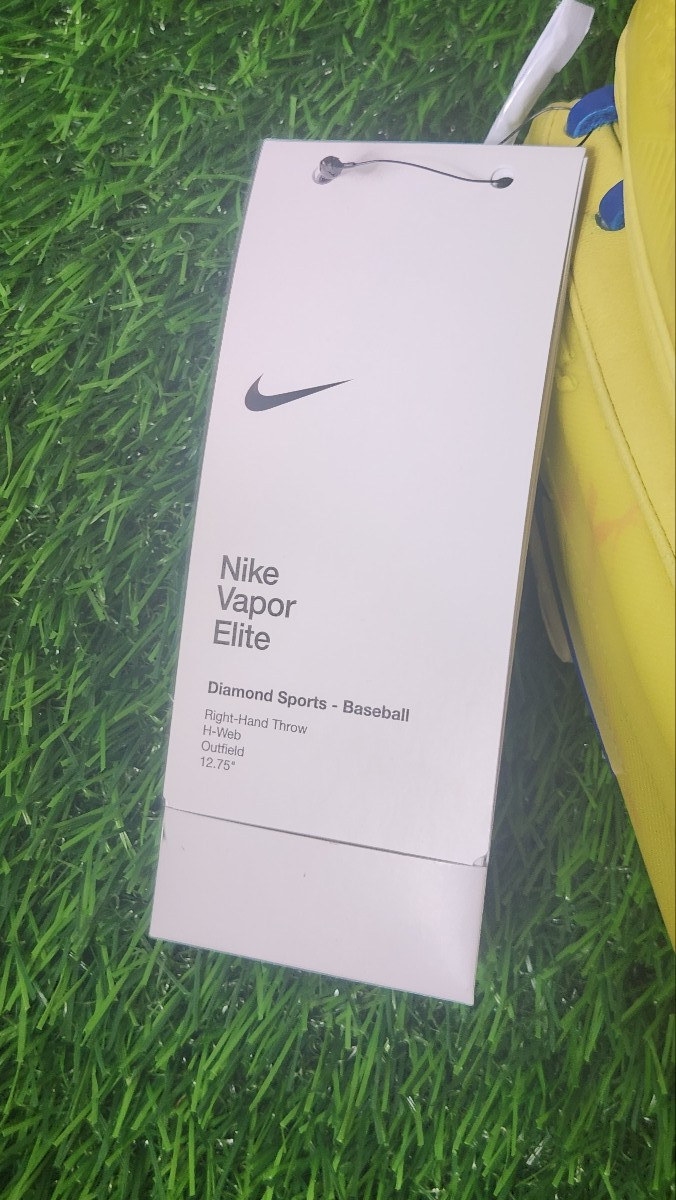 Nike
Vapor
Elite
Diamond Sports - Baseball
Right-Hand Throw
H-Web
Outfield
12.75"